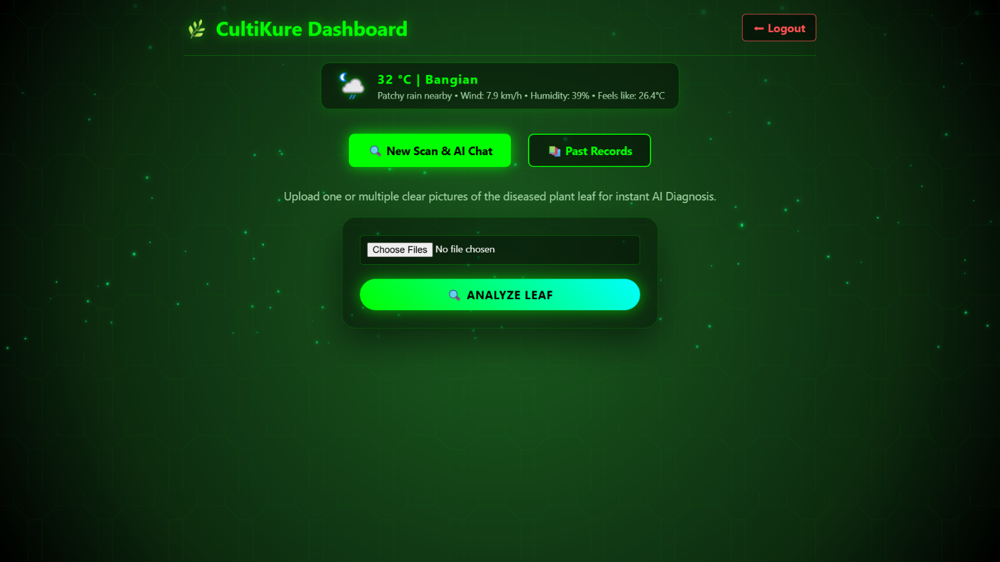 🌿 CultiKure Dashboard
⬅ Logout
32 °C | Bangian
Patchy rain nearby • Wind: 7.9 km/h • Humidity: 39% • Feels like: 26.4°C
🔍 New Scan & AI Chat
📚 Past Records
Upload one or multiple clear pictures of the diseased plant leaf for instant AI Diagnosis.
Choose Files No file chosen
🔍 ANALYZE LEAF